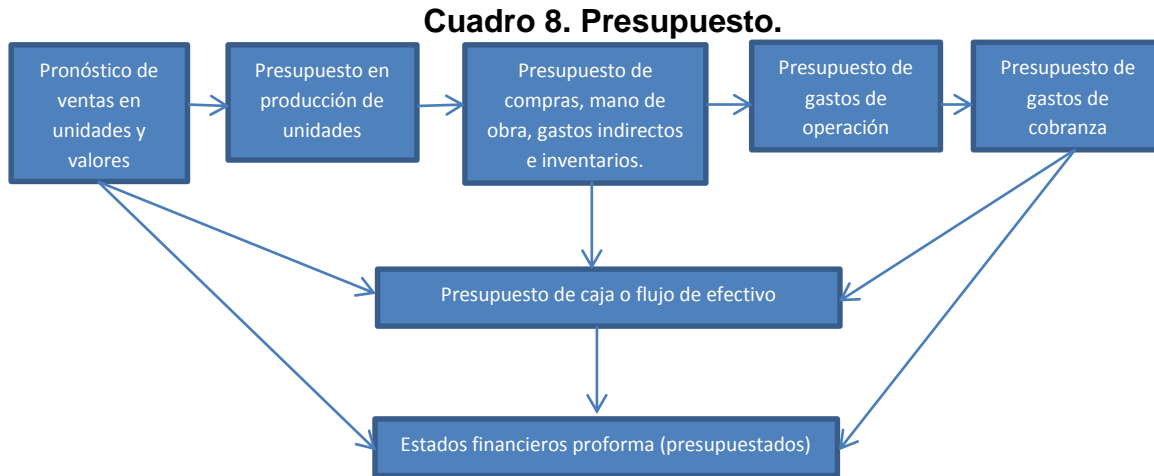 Cuadro 8. Presupuesto.
Pronóstico de
ventas en
unidades y
valores
Presupuesto en
producción de
unidades
Presupuesto de
compras, mano de
obra, gastos indirectos
e inventarios.
Presupuesto de
gastos de
operación
Presupuesto de
gastos de
cobranza
Presupuesto de caja o flujo de efectivo
Estados financieros proforma (presupuestados)